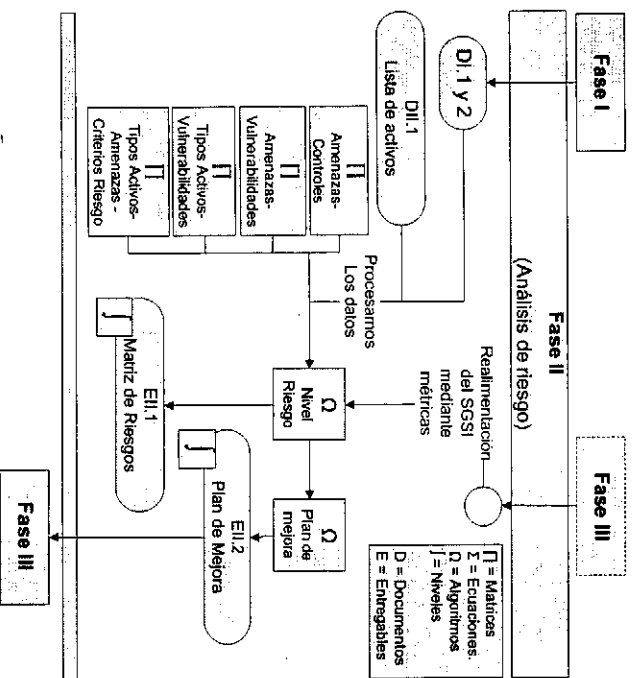 Fase I
Fase III
Fase II
(Análisis de riesgo)
DI.1 y 2
DII.1
Lista de activos
∏
Amenazas-
Controles
∏
Amenazas-
Vulnerabilidades
∏
Tipos Activos-
Vulnerabilidades
∏
Tipos Activos-
Amenazas -
Criterios Riesgo
Procesamos
Los datos
Realimentación
del SGSI
mediante
métricas
∏ = Matrices
Σ = Ecuaciones.
Ω = Algoritmos
∫ = Niveles
D = Documentos
E = Entregables
Ω
Nivel
Riesgo
Ω
Plan de
mejora
EII.1
∫ Matriz de Riesgos
EII.2
∫ Plan de Mejora
Fase III